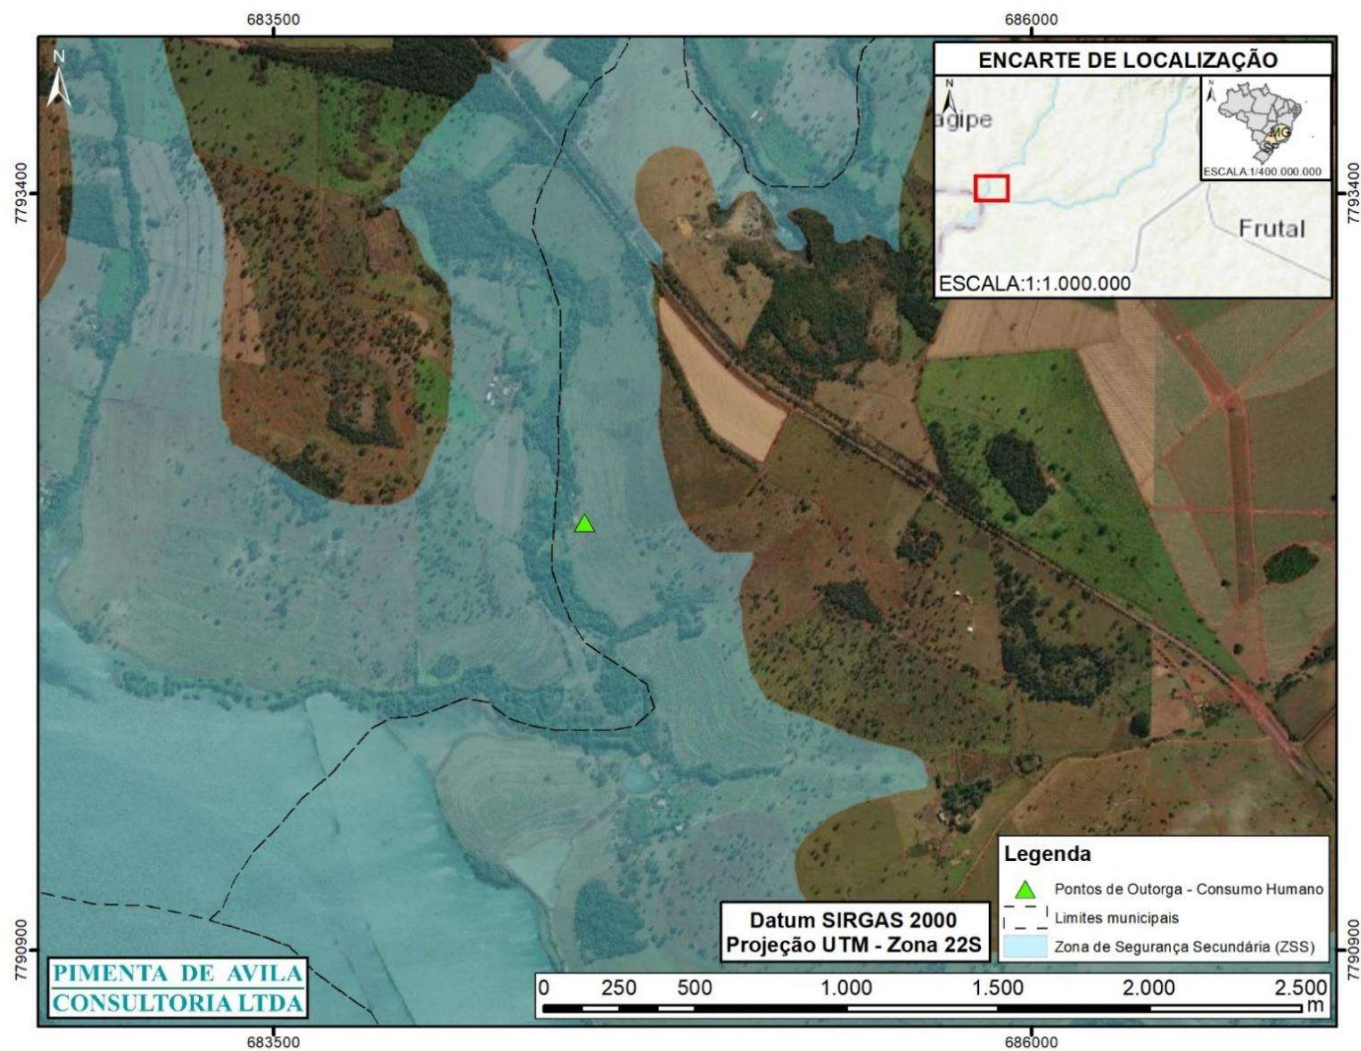 683500
686000
N
ENCARTE DE LOCALIZAÇÃO
N
agipe
N
MG
SP
ESCALA:1/400.000.000
Frutal
ESCALA:1:1.000.000
7793400
7793400
Legenda
Pontos de Outorga - Consumo Humano
Limites municipais
Zona de Segurança Secundária (ZSS)
Datum SIRGAS 2000
Projeção UTM - Zona 22S
7790900
7790900
PIMENTA DE AVILA
CONSULTORIA LTDA
0 250 500 1.000 1.500 2.000 2.500
m
683500
686000